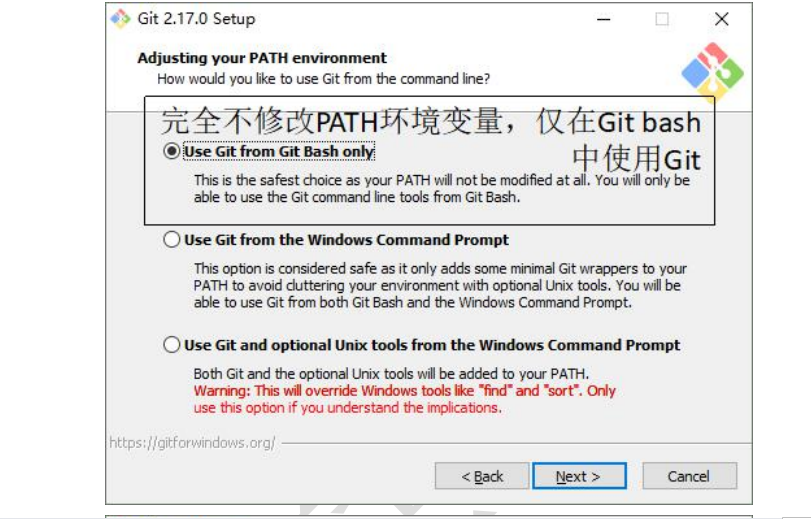 Git 2.17.0 Setup
Adjusting your PATH environment
How would you like to use Git from the command line?
完全不修改PATH环境变量，仅在Git bash
中使用Git
Use Git from Git Bash only
This is the safest choice as your PATH will not be modified at all. You will only be
able to use the Git command line tools from Git Bash.
Use Git from the Windows Command Prompt
This option is considered safe as it only adds some minimal Git wrappers to your
PATH to avoid cluttering your environment with optional Unix tools. You will be
able to use Git from both Git Bash and the Windows Command Prompt.
Use Git and optional Unix tools from the Windows Command Prompt
Both Git and the optional Unix tools will be added to your PATH.
Warning: This will override Windows tools like "find" and "sort". Only
use this option if you understand the implications.
https://gitforwindows.org/
< Back
Next >
Cancel